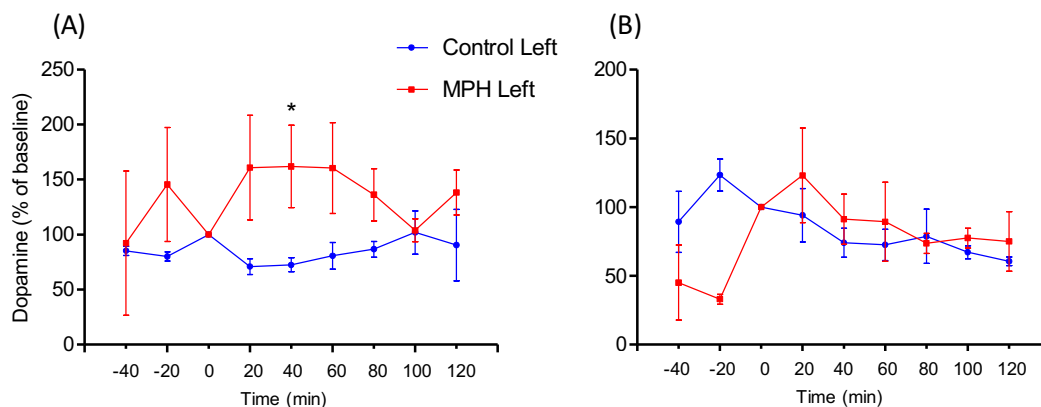 (A)
(B)
Control Left
MPH Left
Dopamine (% of baseline)
250
200
150
100
50
0
*
-40 -20 0 20 40 60 80 100 120
Time (min)
200
150
100
50
0
-40 -20 0 20 40 60 80 100 120
Time (min)